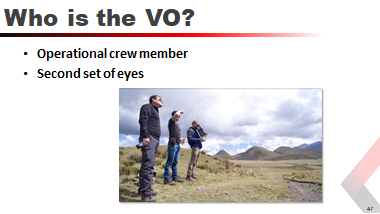 Who is the VO?
• Operational crew member
• Second set of eyes
47